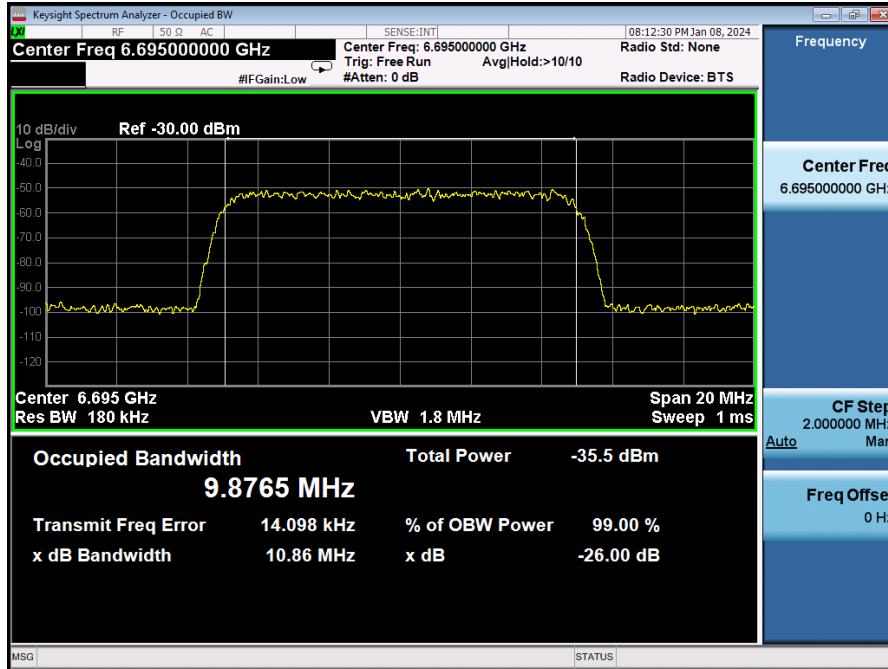 Keysight Spectrum Analyzer - Occupied BW
LXI RF 50 Ω AC SENSE:INT 08:12:30 PM Jan 08, 2024
Center Freq 6.695000000 GHz
Center Freq: 6.695000000 GHz
Radio Std: None
Trig: Free Run Avg|Hold:>10/10
#IFGain:Low
#Atten: 0 dB
Radio Device: BTS
10 dB/div Ref -30.00 dBm
Log
-40.0
-50.0
-60.0
-70.0
-80.0
-90.0
-100
-110
-120
Center 6.695 GHz Span 20 MHz
Res BW 180 kHz VBW 1.8 MHz Sweep 1 ms
Occupied Bandwidth
9.8765 MHz
Total Power -35.5 dBm
Transmit Freq Error 14.098 kHz % of OBW Power 99.00 %
x dB Bandwidth 10.86 MHz x dB -26.00 dB
MSG STATUS
Frequency
Center Freq
6.695000000 GHz
CF Step
2.000000 MHz
Auto Man
Freq Offse
0 Hz